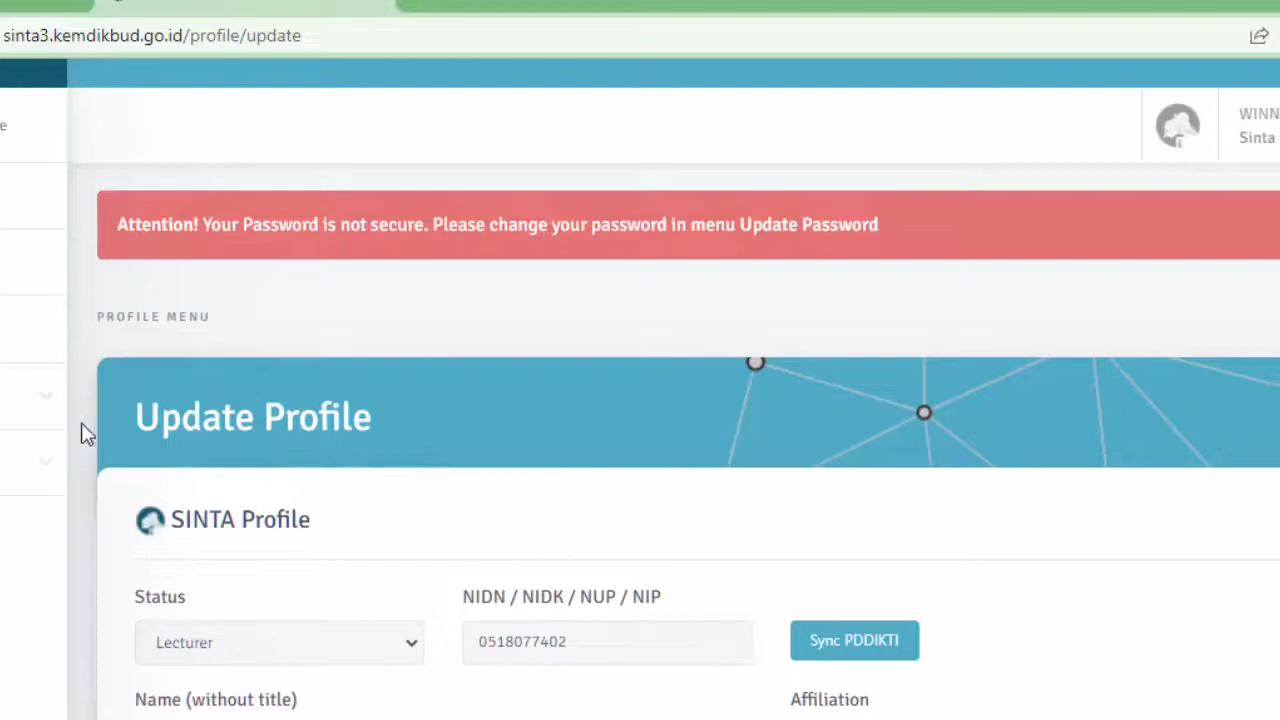 sinta3.kemdikbud.go.id/profile/update
e
WINN
Sinta
Attention! Your Password is not secure. Please change your password in menu Update Password
PROFILE MENU
Update Profile
SINTA Profile
Status
NIDN / NIDK / NUP / NIP
Lecturer
0518077402
Sync PDDIKTI
Name (without title)
Affiliation